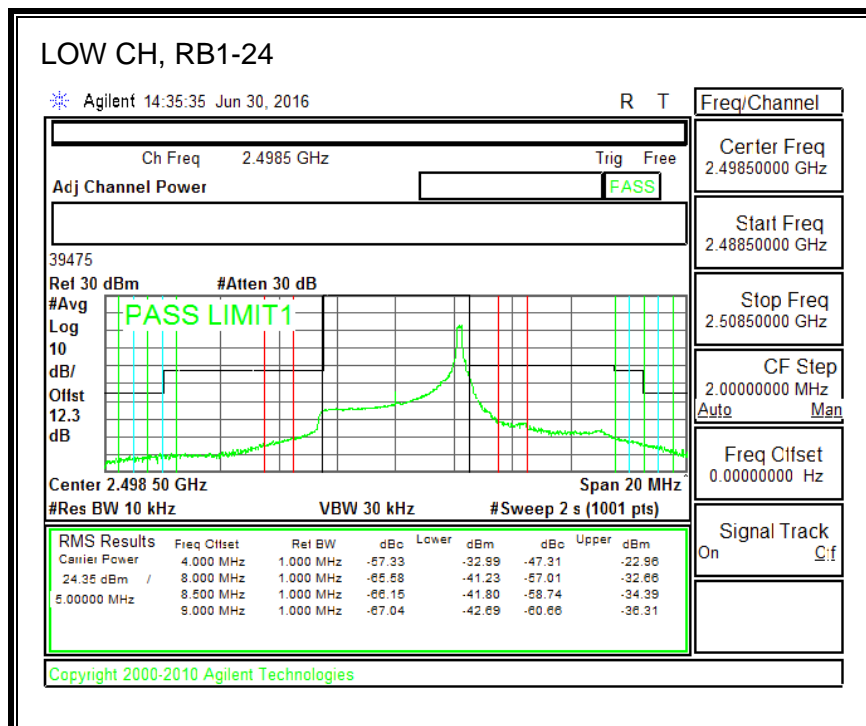 LOW CH, RB1-24
Agilent 14:35:35 Jun 30, 2016 R T
Freq/Channel
Ch Freq 2.4985 GHz Trig Free
Adj Channel Power
FASS
Center Freq
2.49850000 GHz
Start Freq
2.48850000 GHz
Stop Freq
2.50850000 GHz
CF Step
2.00000000 MHz
Auto Man
Freq Offset
0.00000000 Hz
Signal Track
On Off
39475
Ref 30 dBm #Atten 30 dB
#Avg
Log
10
dB/
Offst
12.3
dB
PASS LIMIT1
Center 2.498 50 GHz Span 20 MHz
#Res BW 10 kHz VBW 30 kHz #Sweep 2 s (1001 pts)
RMS Results Freq Offset Ref BW dBc Lower dBm dBc Upper dBm
Carrier Power 4.000 MHz 1.000 MHz -57.33 -32.99 -47.31 -22.96
24.35 dBm / 8.000 MHz 1.000 MHz -65.58 -41.23 -57.01 -32.66
5.00000 MHz 8.500 MHz 1.000 MHz -66.15 -41.80 -58.74 -34.39
9.000 MHz 1.000 MHz -67.04 -42.69 -60.66 -36.31
Copyright 2000-2010 Agilent Technologies